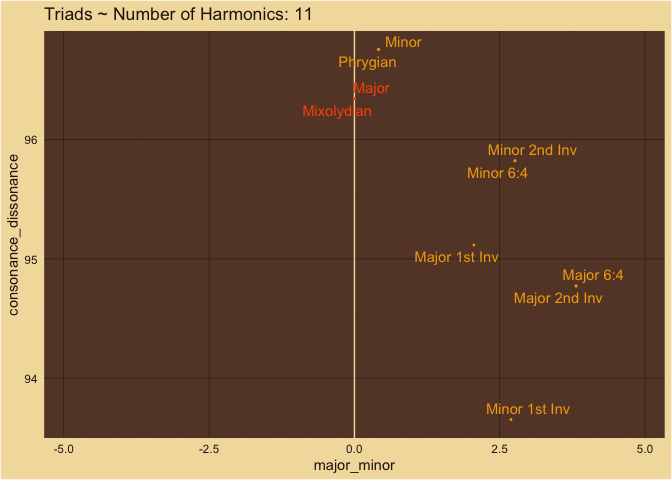 Triads ~ Number of Harmonics: 11
Minor
Phrygian
Major
Mixolydian
96
Minor 2nd Inv
Minor 6:4
consonance_dissonance
95
Major 1st Inv
Major 6:4
Major 2nd Inv
94
Minor 1st Inv
-5.0
-2.5
0.0
2.5
5.0
major_minor